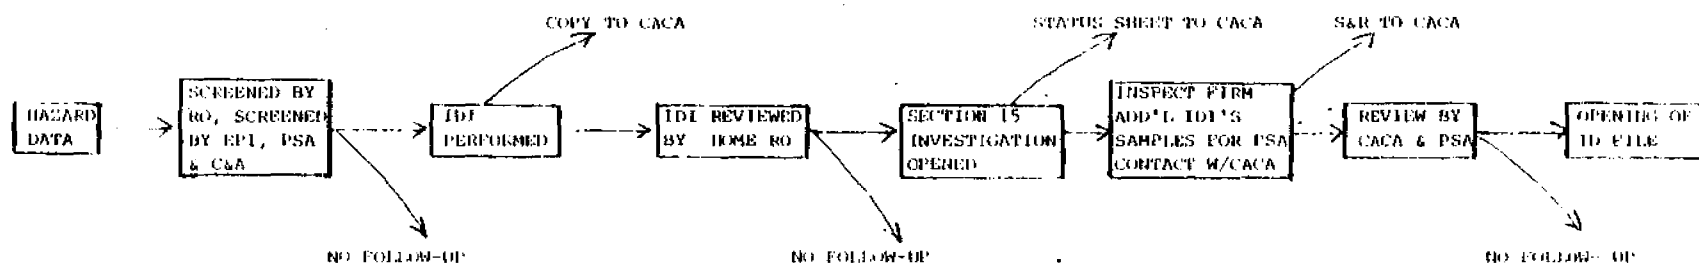 COPY TO CACA
STATUS SHEET TO CACA
S&R TO CACA
HAZARD
DATA
SCREENED BY
RO, SCREENED
BY EPI, PSA
& C&A
IDI
PERFORMED
IDI REVIEWED
BY HOME RO
SECTION 15
INVESTIGATION
OPENED
INSPECT FIRM
ADD'L IDI'S
SAMPLES FOR PSA
CONTACT W/CACA
REVIEW BY
CACA & PSA
OPENING OF
ID FILE
NO FOLLOW-UP
NO FOLLOW-UP
NO FOLLOW- UP